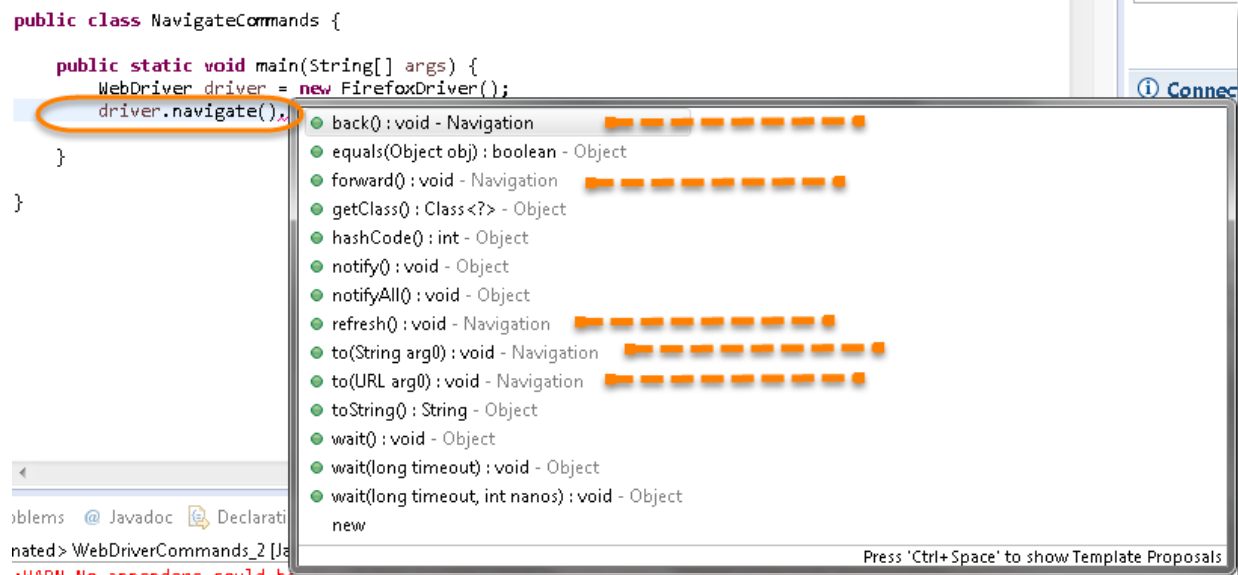 public class NavigateCommands {
public static void main(String[] args) {
WebDriver driver = new FirefoxDriver();
driver.navigate().
}
}
Connec
back() : void - Navigation
equals(Object obj) : boolean - Object
forward() : void - Navigation
getClass() : Class<?> - Object
hashCode() : int - Object
notify() : void - Object
notifyAll() : void - Object
refresh() : void - Navigation
to(String arg0) : void - Navigation
to(URL arg0) : void - Navigation
toString() : String - Object
wait() : void - Object
wait(long timeout) : void - Object
wait(long timeout, int nanos) : void - Object
new
Press 'Ctrl+Space' to show Template Proposals
oblems @ Javadoc Declarati
nated> WebDriverCommands_2 [Ja